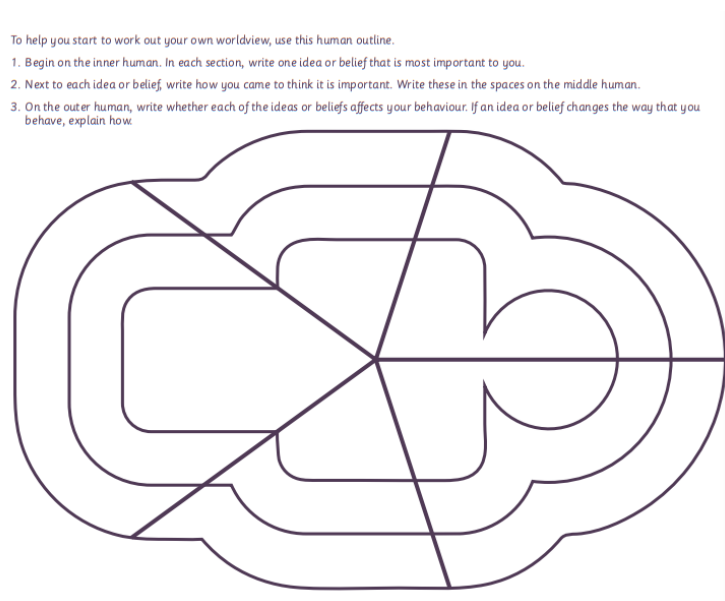 To help you start to work out your own worldview, use this human outline.
1. Begin on the inner human. In each section, write one idea or belief that is most important to you.
2. Next to each idea or belief, write how you came to think it is important. Write these in the spaces on the middle human.
3. On the outer human, write whether each of the ideas or beliefs affects your behaviour. If an idea or belief changes the way that you
behave, explain how.